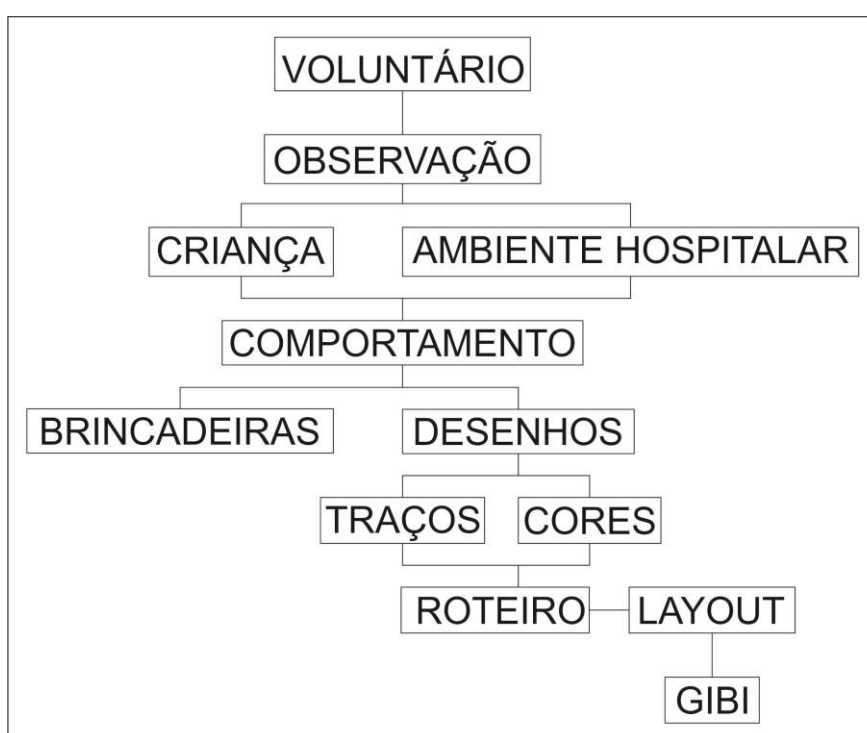 VOLUNTÁRIO
OBSERVAÇÃO
CRIANÇA
AMBIENTE HOSPITALAR
COMPORTAMENTO
BRINCADEIRAS
DESENHOS
TRAÇOS
CORES
ROTEIRO
LAYOUT
GIBI